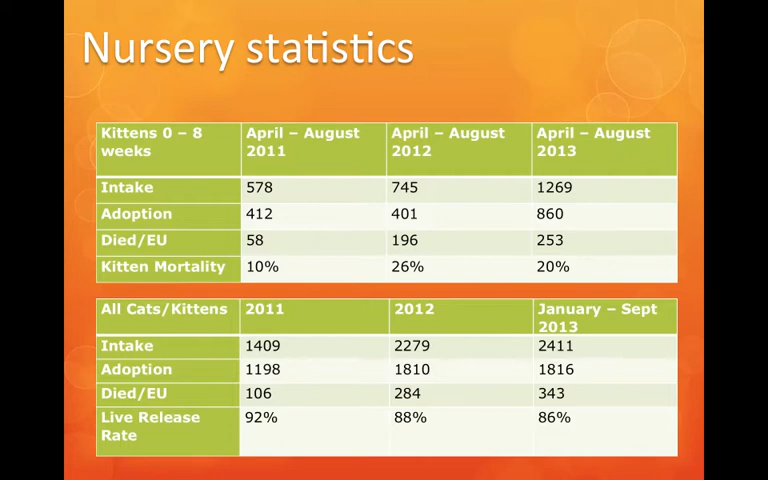 Nursery statistics
Kittens 0 – 8 weeks | April – August 2011 | April – August 2012 | April – August 2013
Intake | 578 | 745 | 1269
Adoption | 412 | 401 | 860
Died/EU | 58 | 196 | 253
Kitten Mortality | 10% | 26% | 20%
All Cats/Kittens | 2011 | 2012 | January – Sept 2013
Intake | 1409 | 2279 | 2411
Adoption | 1198 | 1810 | 1816
Died/EU | 106 | 284 | 343
Live Release Rate | 92% | 88% | 86%